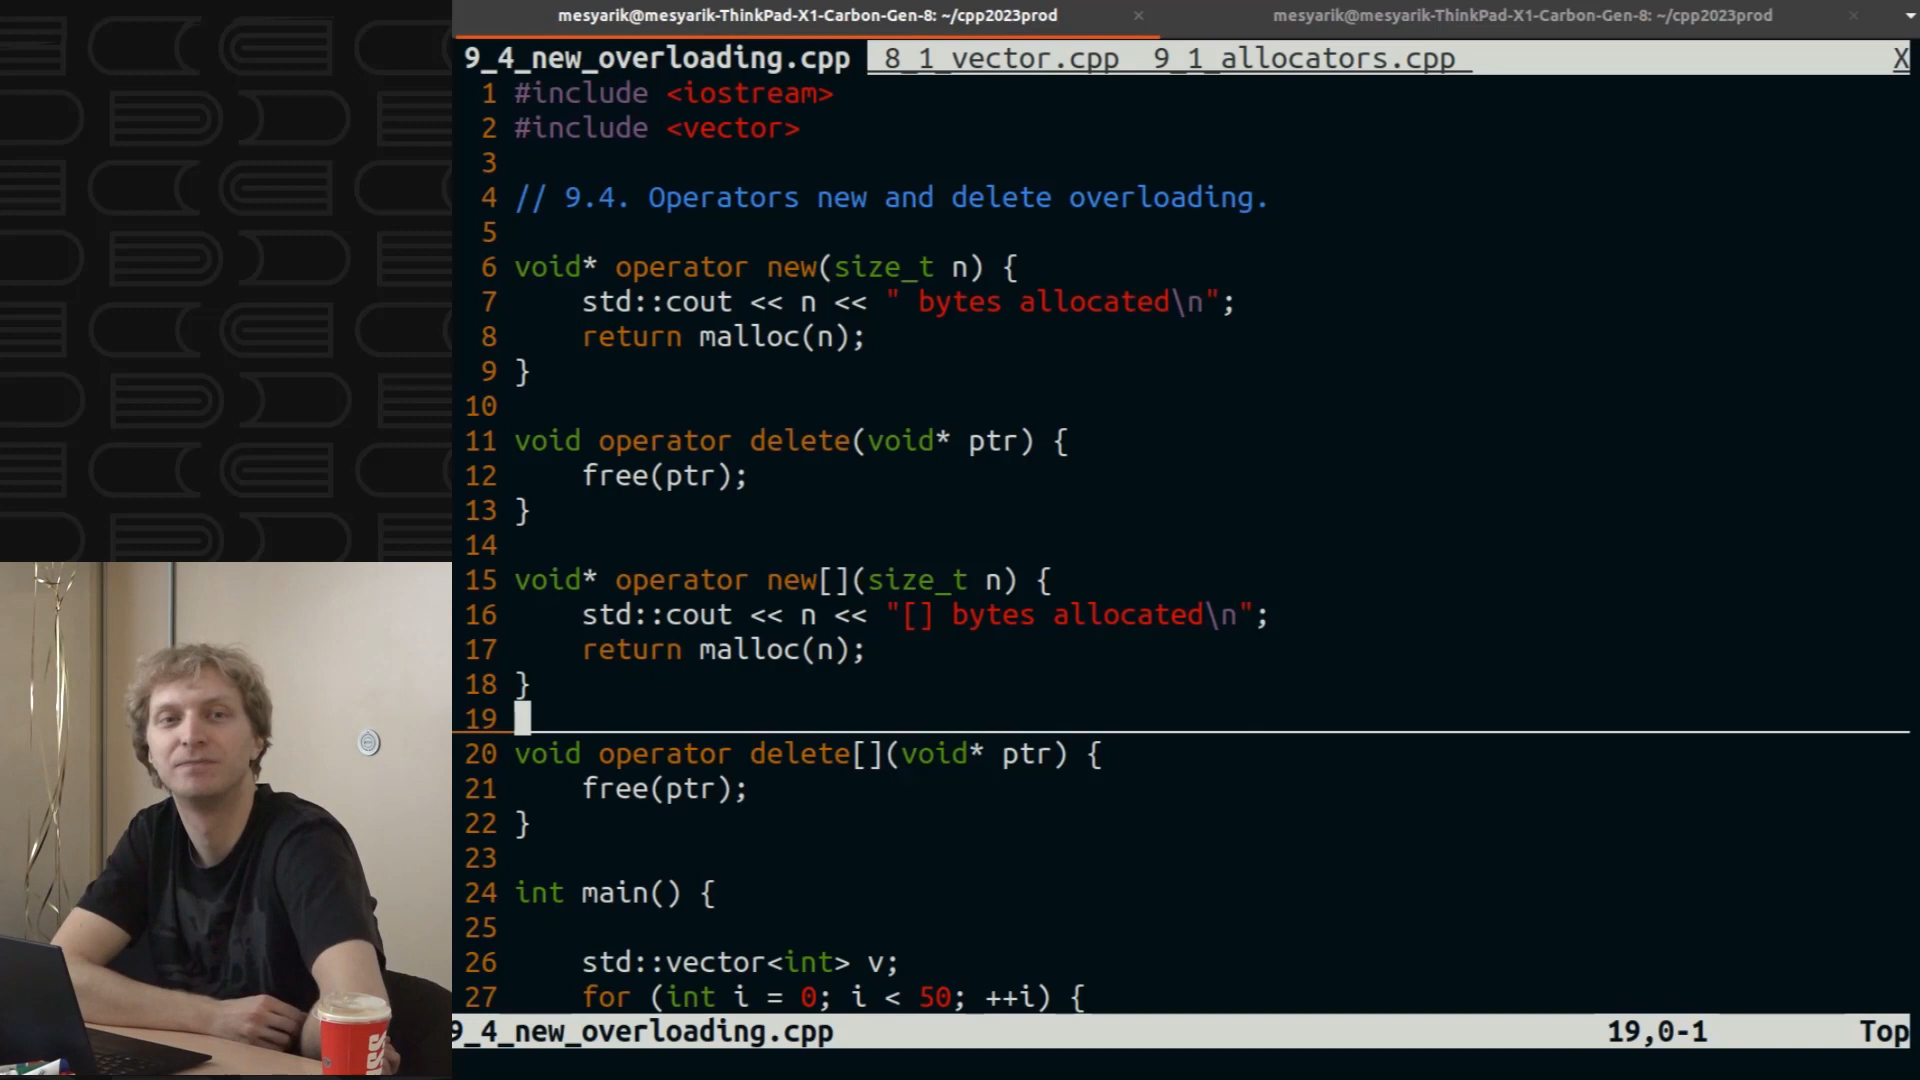 mesyarik@mesyarik-ThinkPad-X1-Carbon-Gen-8: ~/cpp2023prod × mesyarik@mesyarik-ThinkPad-X1-Carbon-Gen-8: ~/cpp2023prod ×
9_4_new_overloading.cpp 8_1_vector.cpp 9_1_allocators.cpp X
1 #include <iostream>
2 #include <vector>
3
4 // 9.4. Operators new and delete overloading.
5
6 void* operator new(size_t n) {
7     std::cout << n << " bytes allocated\n";
8     return malloc(n);
9 }
10
11 void operator delete(void* ptr) {
12     free(ptr);
13 }
14
15 void* operator new[](size_t n) {
16     std::cout << n << "[] bytes allocated\n";
17     return malloc(n);
18 }
19
20 void operator delete[](void* ptr) {
21     free(ptr);
22 }
23
24 int main() {
25
26     std::vector<int> v;
27     for (int i = 0; i < 50; ++i) {
9_4_new_overloading.cpp 19,0-1 Top